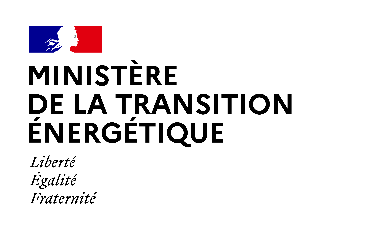 MINISTÈRE
DE LA TRANSITION
ÉNERGÉTIQUE
Liberté
Égalité
Fraternité